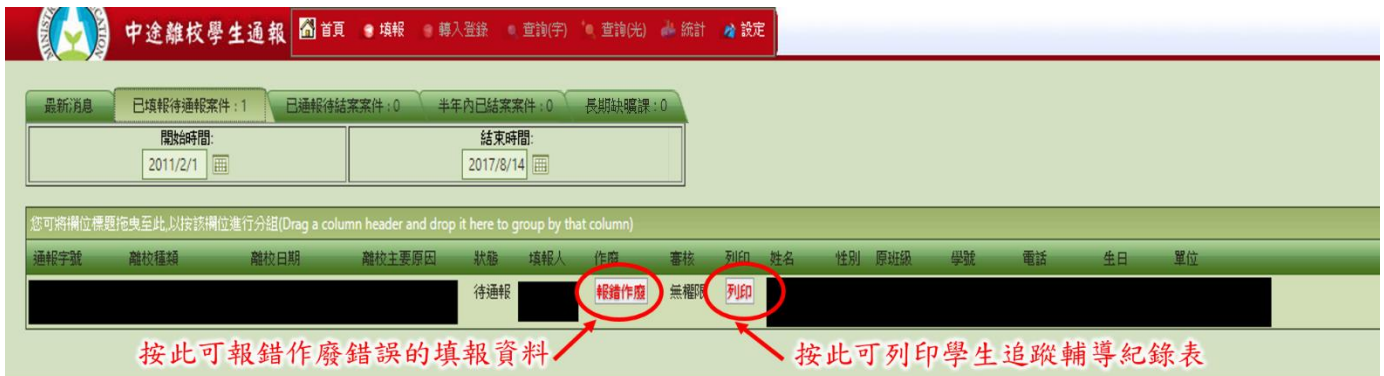 MINISTRY EDUCATION
中途離校學生通報 首頁 填報 轉入登錄 查詢(字) 查詢(光) 統計 設定
最新消息 已填報待通報案件：1 已通報待結案案件：0 半年內已結案案件：0 長期缺曠課：0
開始時間: 結束時間:
2011/2/1 2017/8/14
您可將欄位標題拖曳至此,以按該欄位進行分組(Drag a column header and drop it here to group by that column)
通報字號 離校種類 離校日期 離校主要原因 狀態 填報人 作廢 審核 列印 姓名 性別 原班級 學號 電話 生日 單位
待通報 報錯作廢 無權限 列印
按此可報錯作廢錯誤的填報資料 按此可列印學生追蹤輔導紀錄表